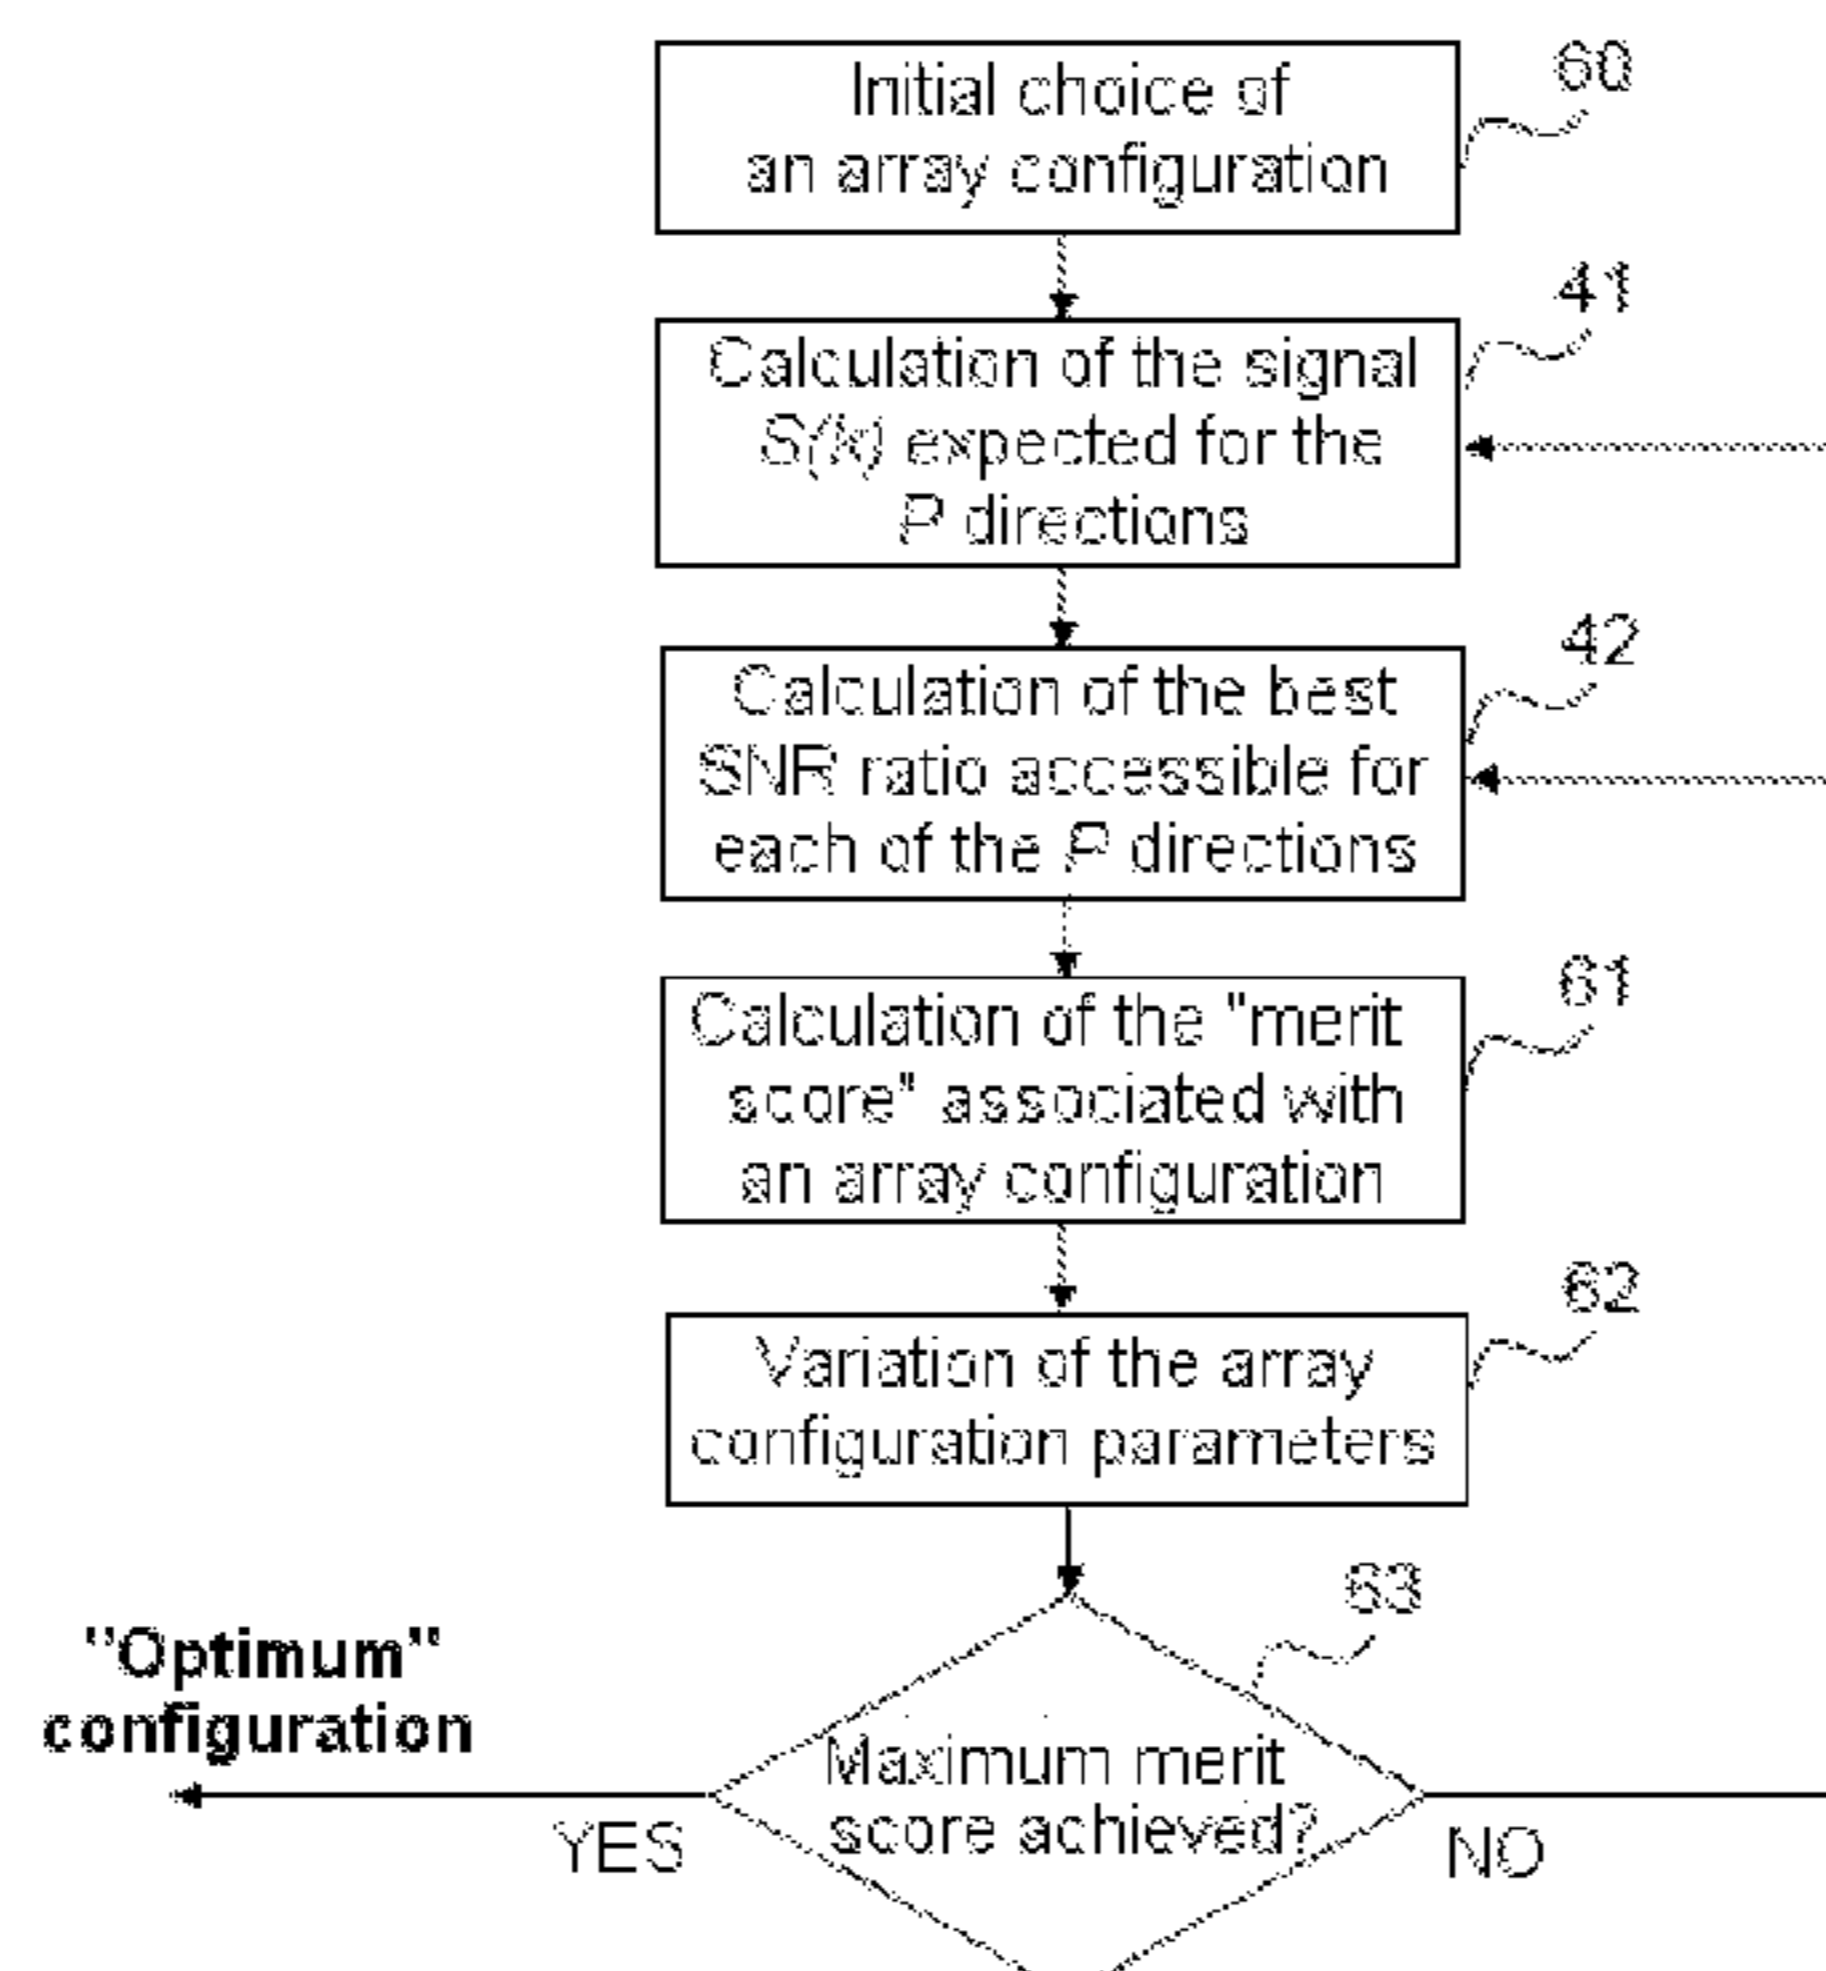 Initial choice of
an array configuration
60
Calculation of the signal
S(k) expected for the
P directions
41
Calculation of the best
SNR ratio accessible for
each of the P directions
42
Calculation of the "merit
score" associated with
an array configuration
61
Variation of the array
configuration parameters
62
63
"Optimum"
configuration
Maximum merit
score achieved?
YES
NO